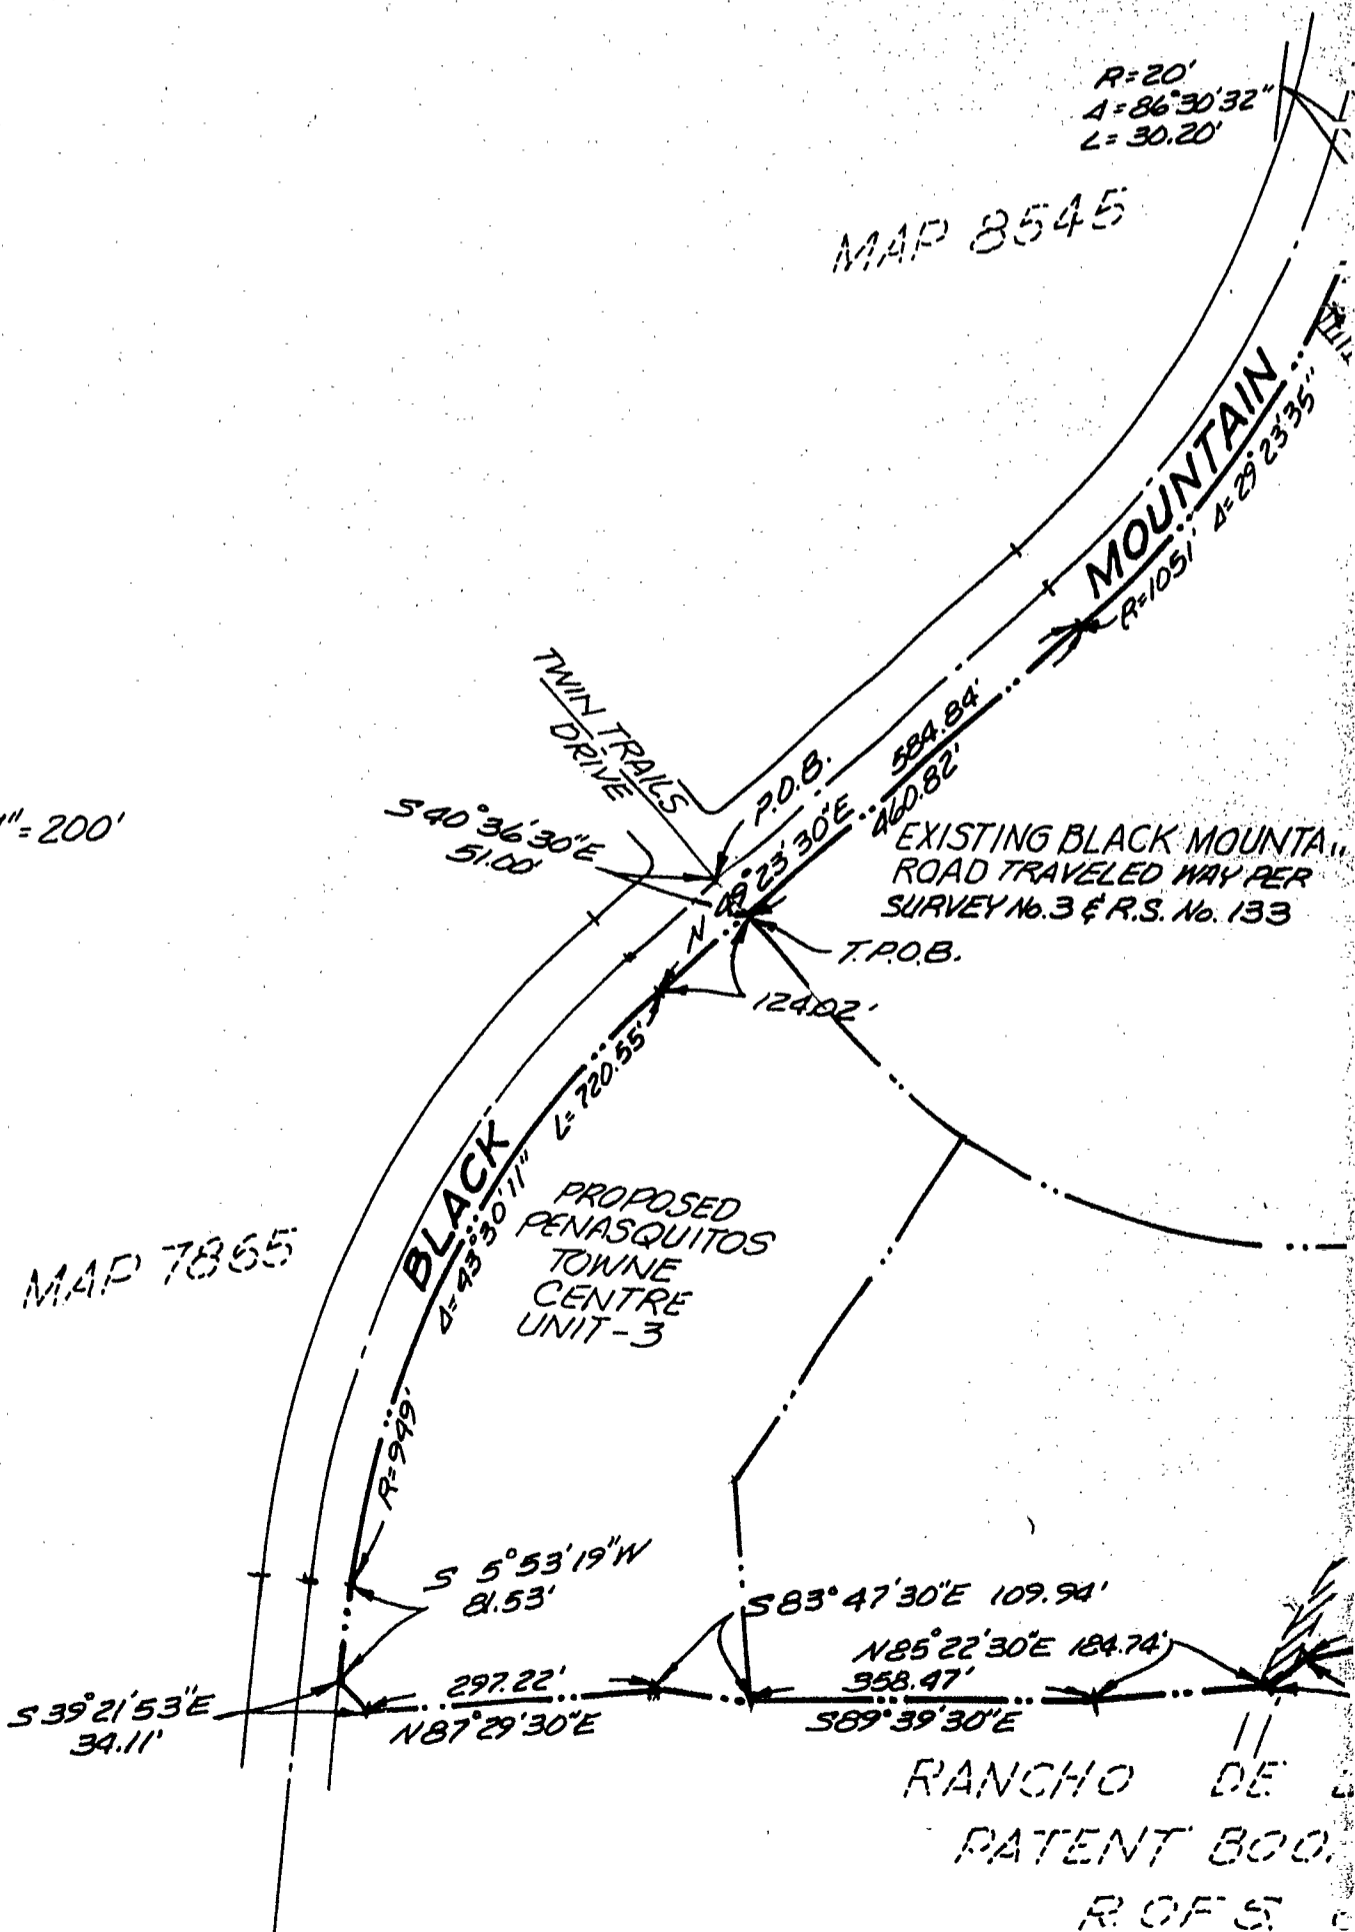 R=20'
Δ=86°30'32"
L=30.20'
MAP 8545
MOUNTAIN
R=1051' Δ=29°23'35"
TWIN TRAILS
DRIVE
P.O.B.
584.84'
460.82'
N 49°23'30"E
1"=200'
S40°36'30"E
51.00'
EXISTING BLACK MOUNTA
ROAD TRAVELED WAY PER
SURVEY No.3 & R.S. No. 133
T.P.O.B.
124.02'
L=720.55'
BLACK
Δ=43°30'11"
R=949'
PROPOSED
PENASQUITOS
TOWNE
CENTRE
UNIT-3
MAP 7865
S 5°53'19"W
81.53'
S83°47'30"E 109.94'
N85°22'30"E 184.74'
297.22'
358.47'
S39°21'53"E
34.11'
N87°29'30"E
S89°39'30"E
RANCHO DE
PATENT BOO
R. OF S.